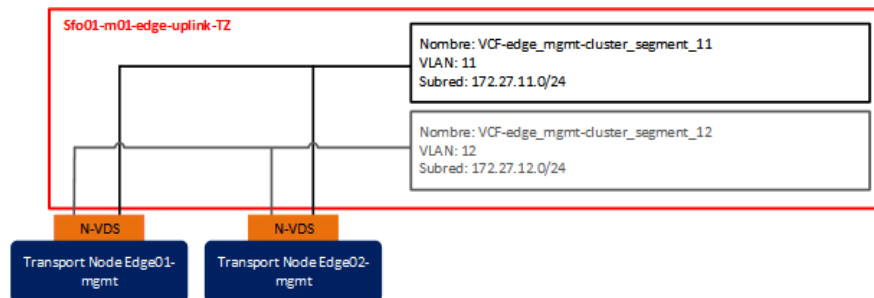 Sfo01-m01-edge-uplink-TZ
Nombre: VCF-edge_mgmt-cluster_segment_11
VLAN: 11
Subred: 172.27.11.0/24
Nombre: VCF-edge_mgmt-cluster_segment_12
VLAN: 12
Subred: 172.27.12.0/24
N-VDS
Transport Node Edge01-
mgmt
N-VDS
Transport Node Edge02-
mgmt